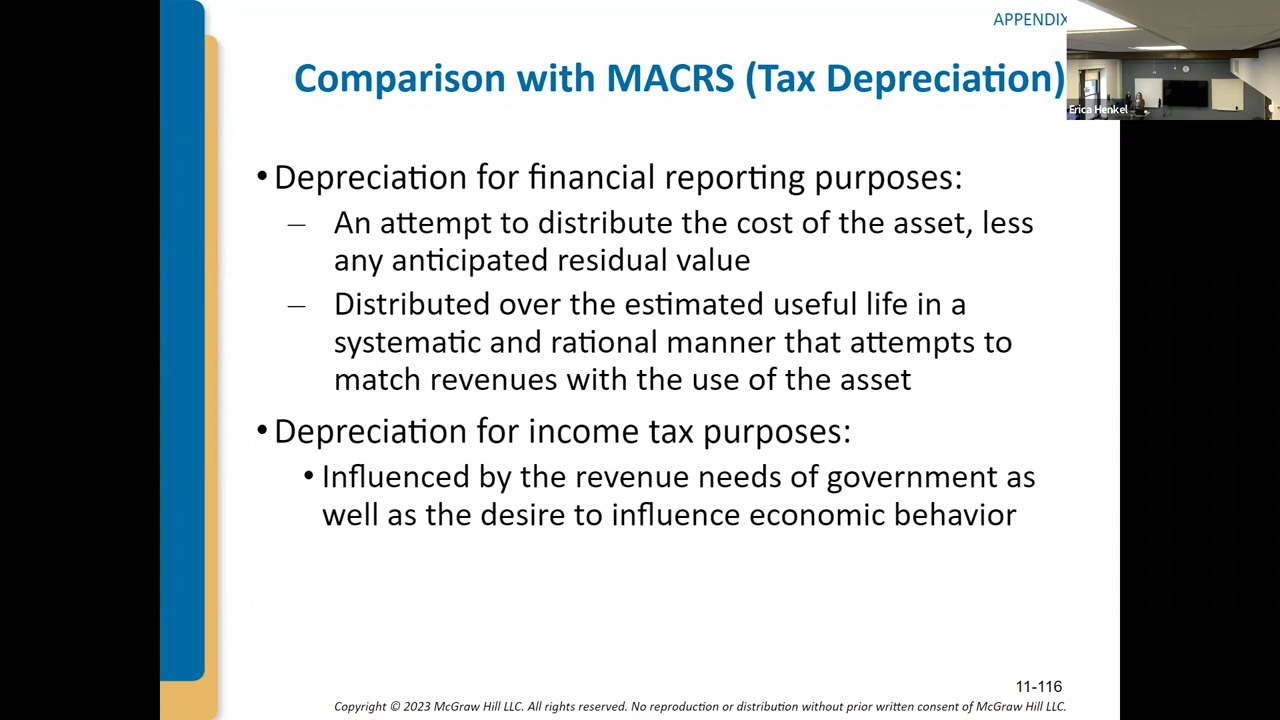 APPENDIX
Comparison with MACRS (Tax Depreciation)
Erica Henkel
• Depreciation for financial reporting purposes:
– An attempt to distribute the cost of the asset, less
any anticipated residual value
– Distributed over the estimated useful life in a
systematic and rational manner that attempts to
match revenues with the use of the asset
• Depreciation for income tax purposes:
• Influenced by the revenue needs of government as
well as the desire to influence economic behavior
11-116
Copyright © 2023 McGraw Hill LLC. All rights reserved. No reproduction or distribution without prior written consent of McGraw Hill LLC.